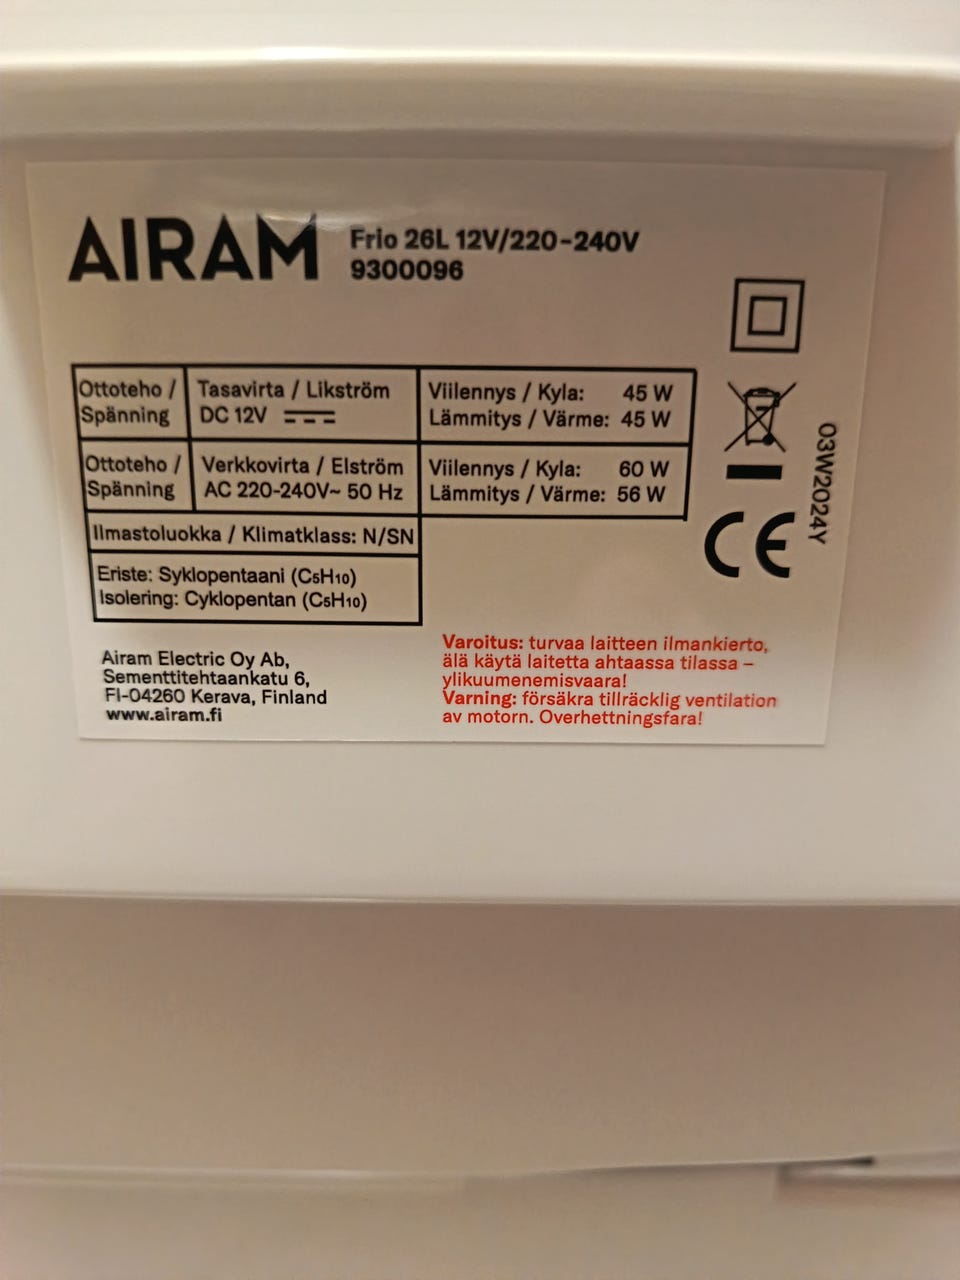 AIRAM
Frio 26L 12V/220-240V
9300096
Ottoteho /
Spänning
Tasavirta / Likström
DC 12V
Viilennys / Kyla: 45 W
Lämmitys / Värme: 45 W
Ottoteho /
Spänning
Verkkovirta / Elström
AC 220-240V~ 50 Hz
Viilennys / Kyla: 60 W
Lämmitys / Värme: 56 W
Ilmastoluokka / Klimatklass: N/SN
Eriste: Syklopentaani (C₅H₁₀)
Isolering: Cyklopentan (C₅H₁₀)
CE
03W2024Y
Airam Electric Oy Ab,
Sementtitehtaankatu 6,
FI-04260 Kerava, Finland
www.airam.fi
Varoitus: turvaa laitteen ilmankierto,
älä käytä laitetta ahtaassa tilassa –
ylikuumenemisvaara!
Varning: försäkra tillräcklig ventilation
av motorn. Overhettningsfara!